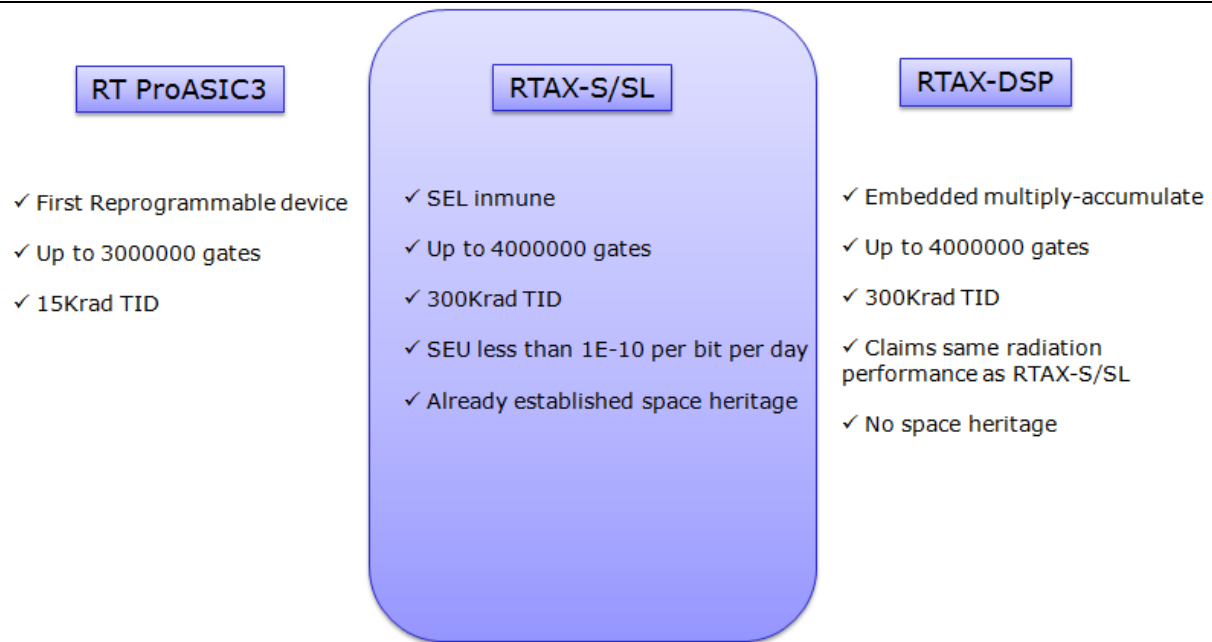 RT ProASIC3
✓ First Reprogrammable device
✓ Up to 3000000 gates
✓ 15Krad TID
RTAX-S/SL
✓ SEL inmune
✓ Up to 4000000 gates
✓ 300Krad TID
✓ SEU less than 1E-10 per bit per day
✓ Already established space heritage
RTAX-DSP
✓ Embedded multiply-accumulate
✓ Up to 4000000 gates
✓ 300Krad TID
✓ Claims same radiation
performance as RTAX-S/SL
✓ No space heritage